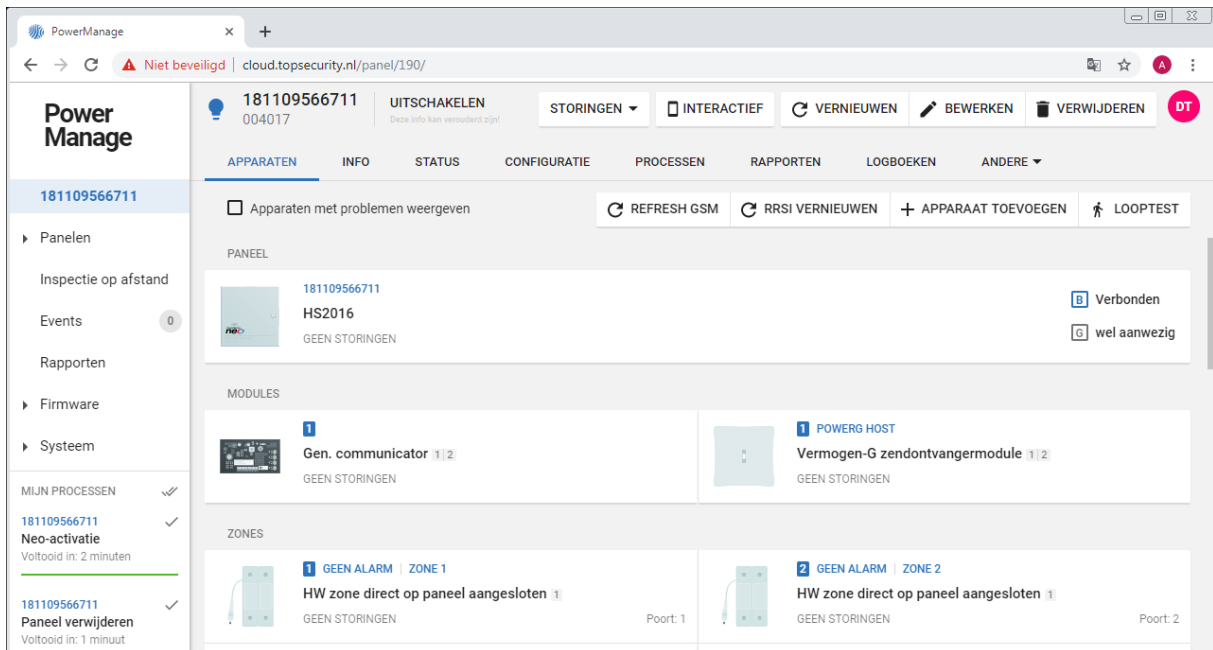 PowerManage
Niet beveiligd | cloud.topsecurity.nl/panel/190/
A
Power
Manage
181109566711
004017
UITSCHAKELEN
Deze info kan verouderd zijn!
STORINGEN
INTERACTIEF
VERNIEUWEN
BEWERKEN
VERWIJDEREN
DT
APPARATEN INFO STATUS CONFIGURATIE PROCESSEN RAPPORTEN LOGBOEKEN ANDERE
181109566711
Panelen
Inspectie op afstand
Events 0
Rapporten
Firmware
Systeem
MIJN PROCESSEN
181109566711
Neo-activatie
Voltooid in: 2 minuten
181109566711
Paneel verwijderen
Voltooid in: 1 minuut
Apparaten met problemen weergeven
REFRESH GSM
RRSI VERNIEUWEN
APPARAAT TOEVOEGEN
LOOPTEST
PANEEL
neo
181109566711
HS2016
GEEN STORINGEN
B Verbonden
G wel aanwezig
MODULES
1
Gen. communicator 1|2
GEEN STORINGEN
1 POWERG HOST
Vermogen-G zendontvangermodule 1|2
GEEN STORINGEN
ZONES
1 GEEN ALARM | ZONE 1
HW zone direct op paneel aangesloten 1
GEEN STORINGEN Poort: 1
2 GEEN ALARM | ZONE 2
HW zone direct op paneel aangesloten 1
GEEN STORINGEN Poort: 2